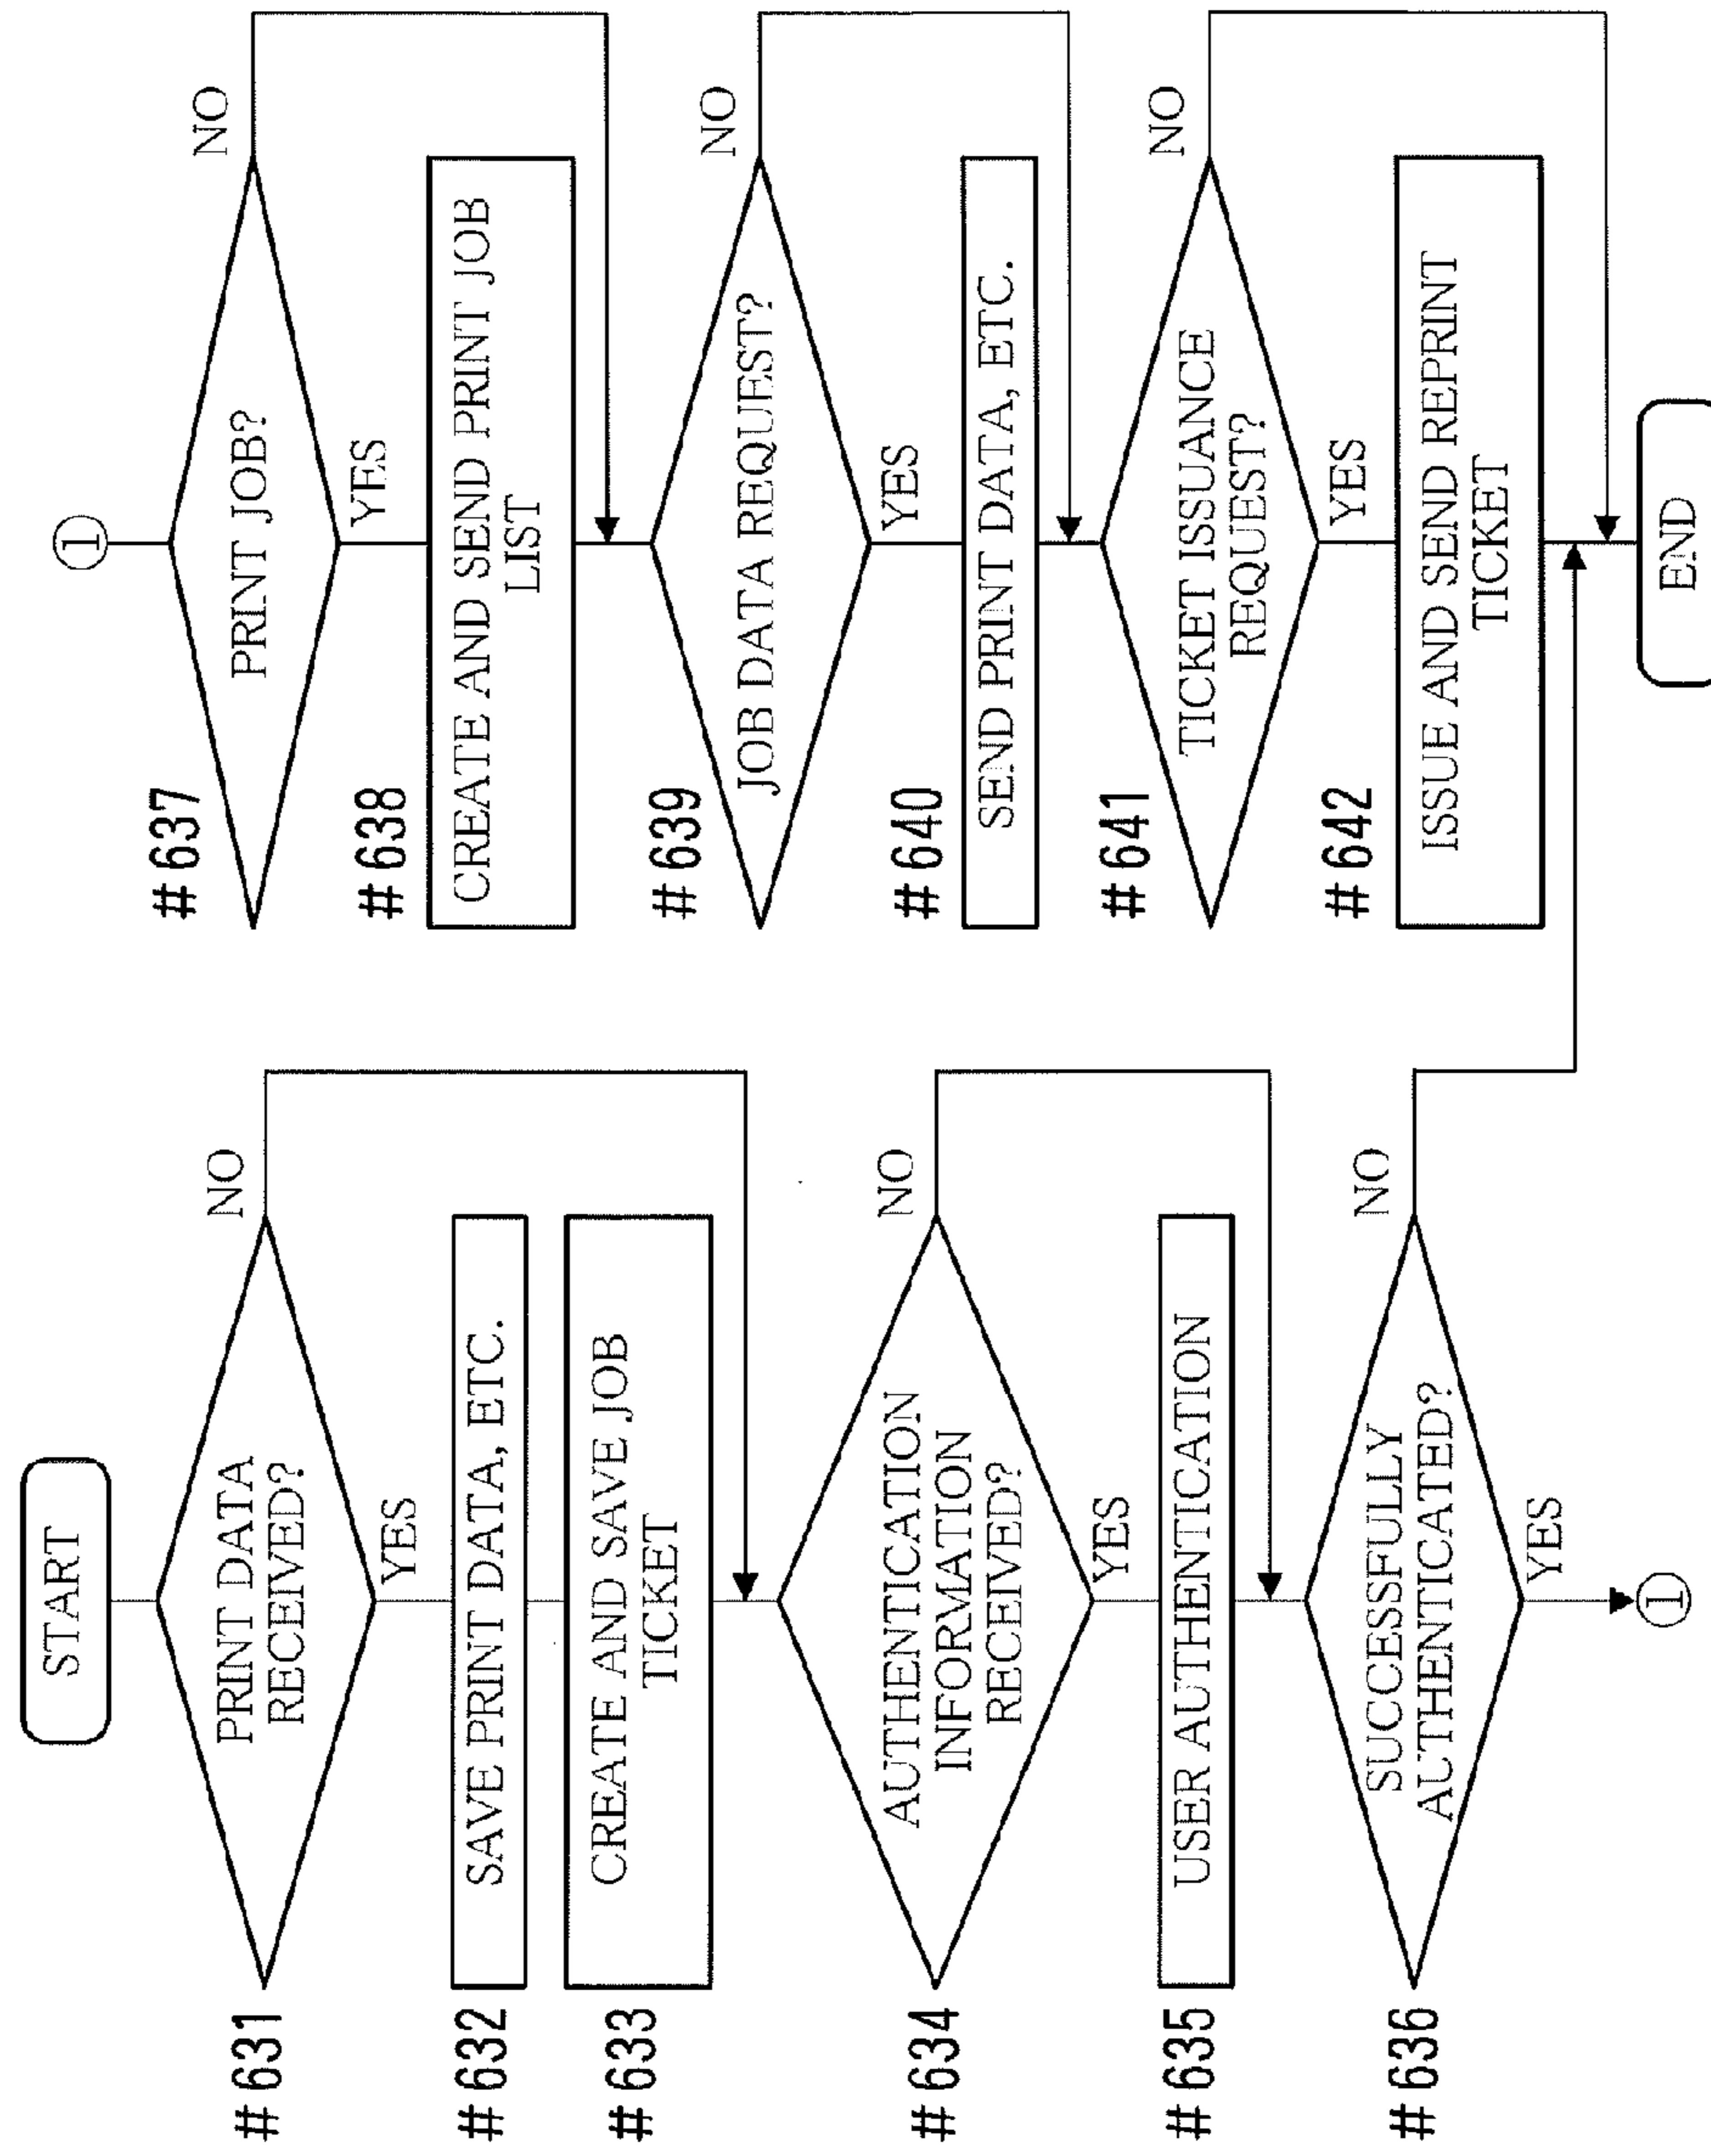 START
#631
PRINT DATA
RECEIVED?
NO
YES
#632
SAVE PRINT DATA, ETC.
#633
CREATE AND SAVE JOB
TICKET
#634
AUTHENTICATION
INFORMATION
RECEIVED?
NO
YES
#635
USER AUTHENTICATION
#636
SUCCESSFULLY
AUTHENTICATED?
NO
YES
①
①
#637
PRINT JOB?
NO
YES
#638
CREATE AND SEND PRINT JOB
LIST
#639
JOB DATA REQUEST?
NO
YES
#640
SEND PRINT DATA, ETC.
#641
TICKET ISSUANCE
REQUEST?
NO
YES
#642
ISSUE AND SEND REPRINT
TICKET
END